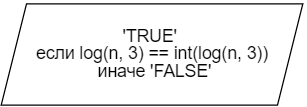 'TRUE'
если log(n, 3) == int(log(n, 3))
иначе 'FALSE'